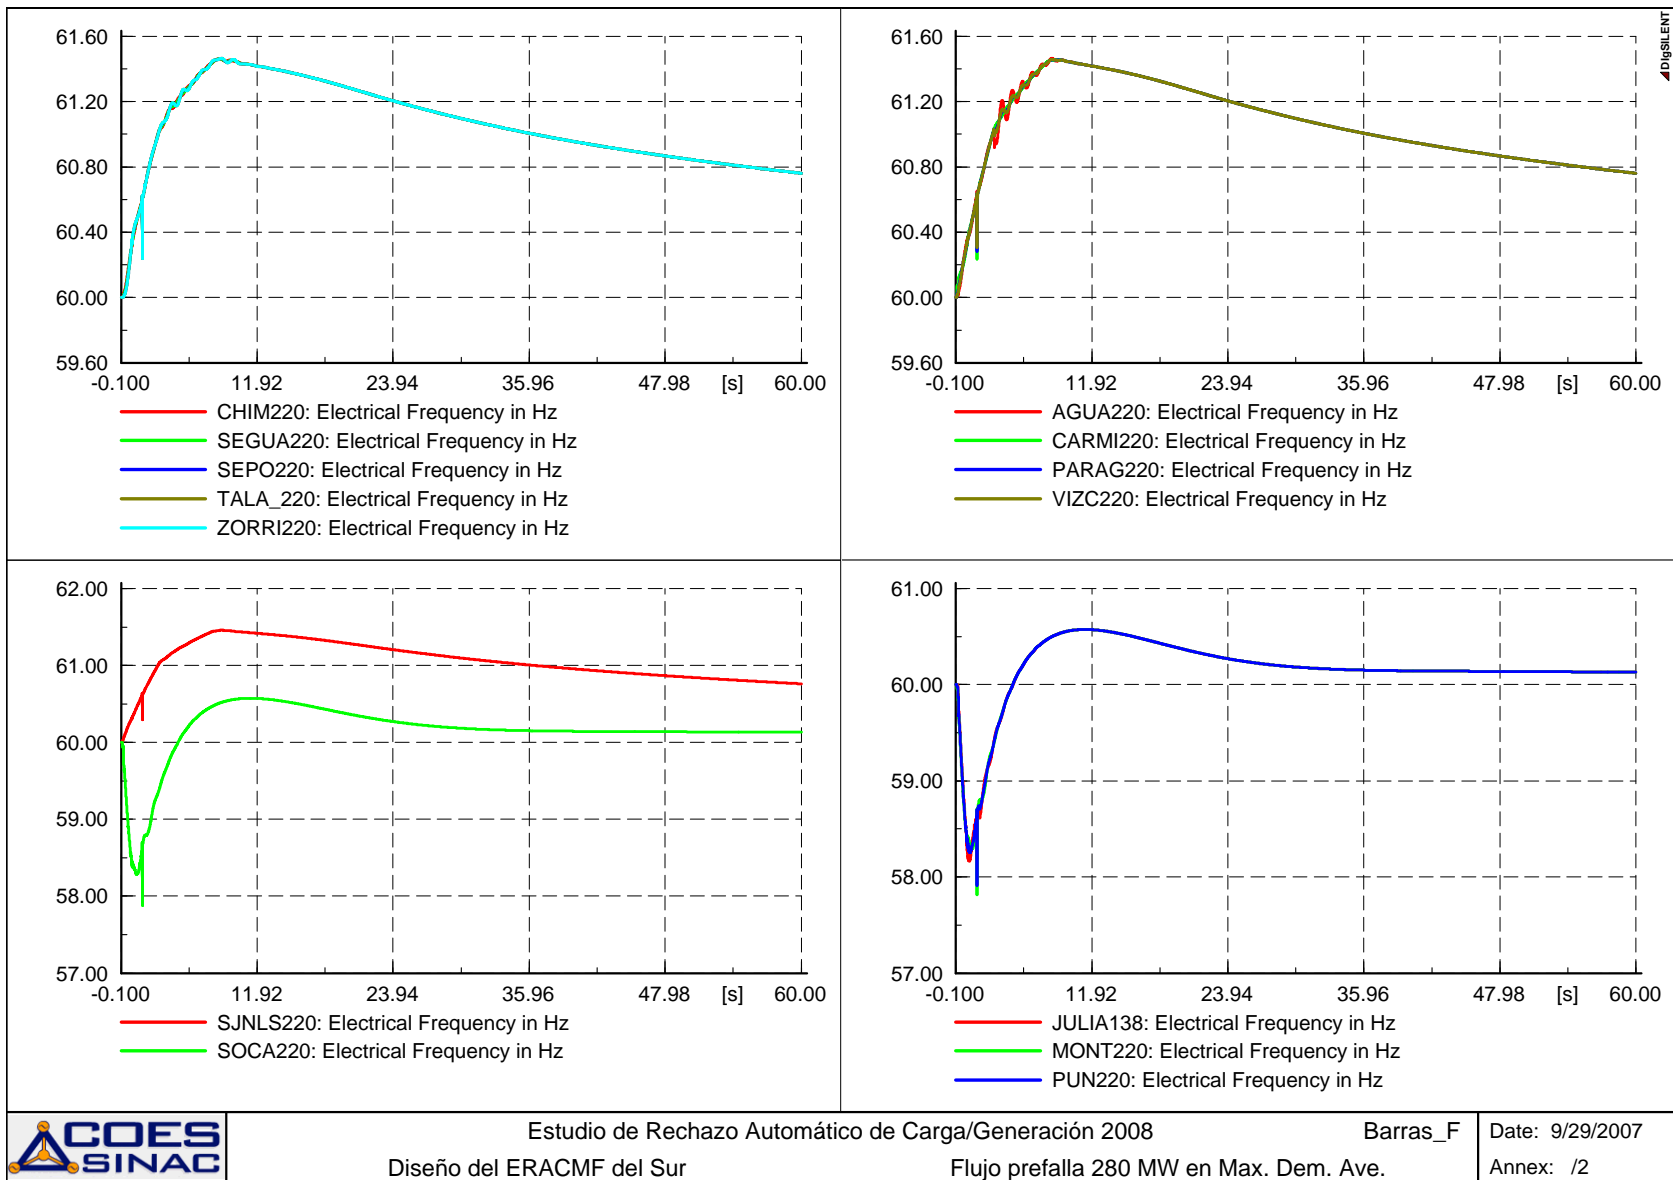 61.60
61.20
60.80
60.40
60.00
59.60
-0.100 11.92 23.94 35.96 47.98 [s] 60.00
CHIM220: Electrical Frequency in Hz
SEGUA220: Electrical Frequency in Hz
SEPO220: Electrical Frequency in Hz
TALA_220: Electrical Frequency in Hz
ZORRI220: Electrical Frequency in Hz
61.60
61.20
60.80
60.40
60.00
59.60
-0.100 11.92 23.94 35.96 47.98 [s] 60.00
AGUA220: Electrical Frequency in Hz
CARMI220: Electrical Frequency in Hz
PARAG220: Electrical Frequency in Hz
VIZC220: Electrical Frequency in Hz
DIgSILENT
62.00
61.00
60.00
59.00
58.00
57.00
-0.100 11.92 23.94 35.96 47.98 [s] 60.00
SJNLS220: Electrical Frequency in Hz
SOCA220: Electrical Frequency in Hz
61.00
60.00
59.00
58.00
57.00
-0.100 11.92 23.94 35.96 47.98 [s] 60.00
JULIA138: Electrical Frequency in Hz
MONT220: Electrical Frequency in Hz
PUN220: Electrical Frequency in Hz
COES
SINAC
Estudio de Rechazo Automático de Carga/Generación 2008 Barras_F
Diseño del ERACMF del Sur Flujo prefalla 280 MW en Max. Dem. Ave.
Date: 9/29/2007
Annex: /2